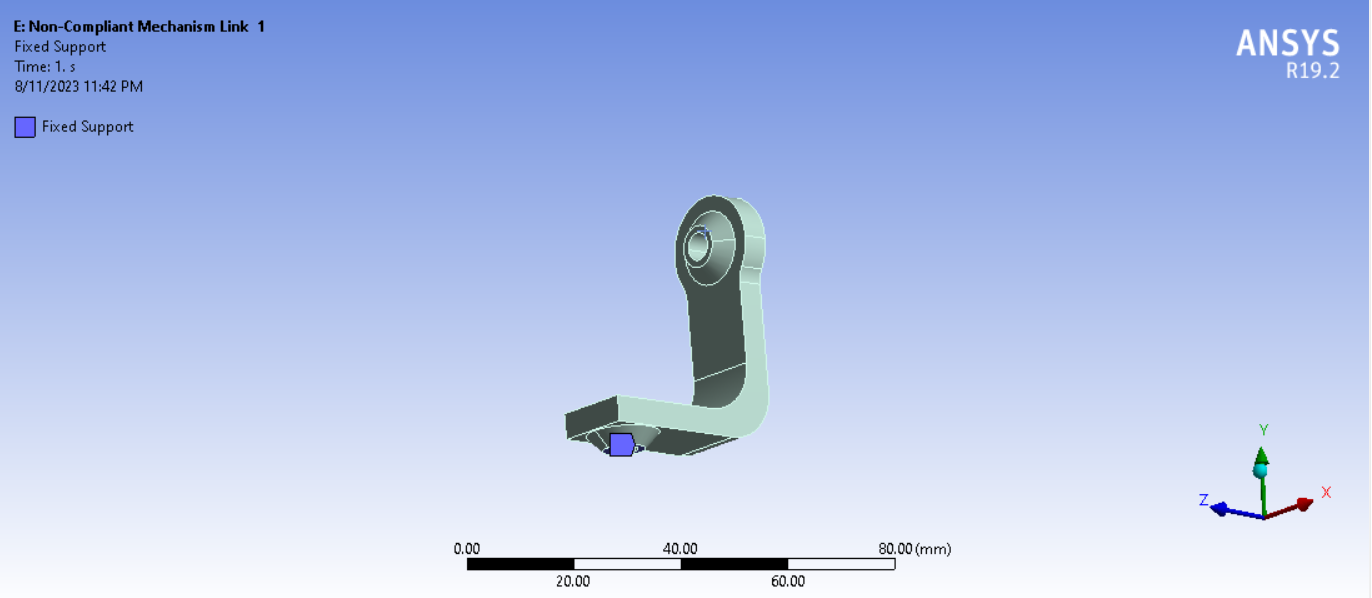 E: Non-Compliant Mechanism Link 1
Fixed Support
Time: 1. s
8/11/2023 11:42 PM
Fixed Support
ANSYS
R19.2
Y
Z
X
0.00 40.00 80.00 (mm)
20.00 60.00